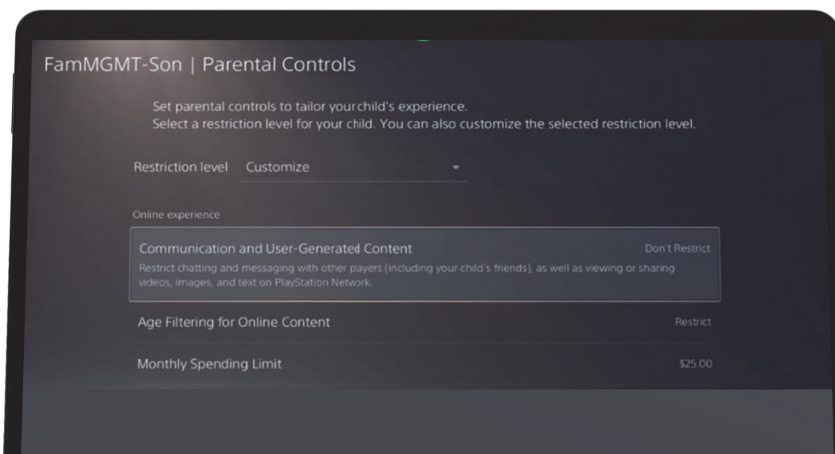 FamMGMT-Son | Parental Controls
Set parental controls to tailor your child's experience.
Select a restriction level for your child. You can also customize the selected restriction level.
Restriction level Customize
Online experience
Communication and User-Generated Content Don't Restrict
Restrict chatting and messaging with other payers (including your child's friends), as well as viewing or sharing
videos, images, and text on PlayStation Network.
Age Filtering for Online Content Restrict
Monthly Spending Limit $25.00